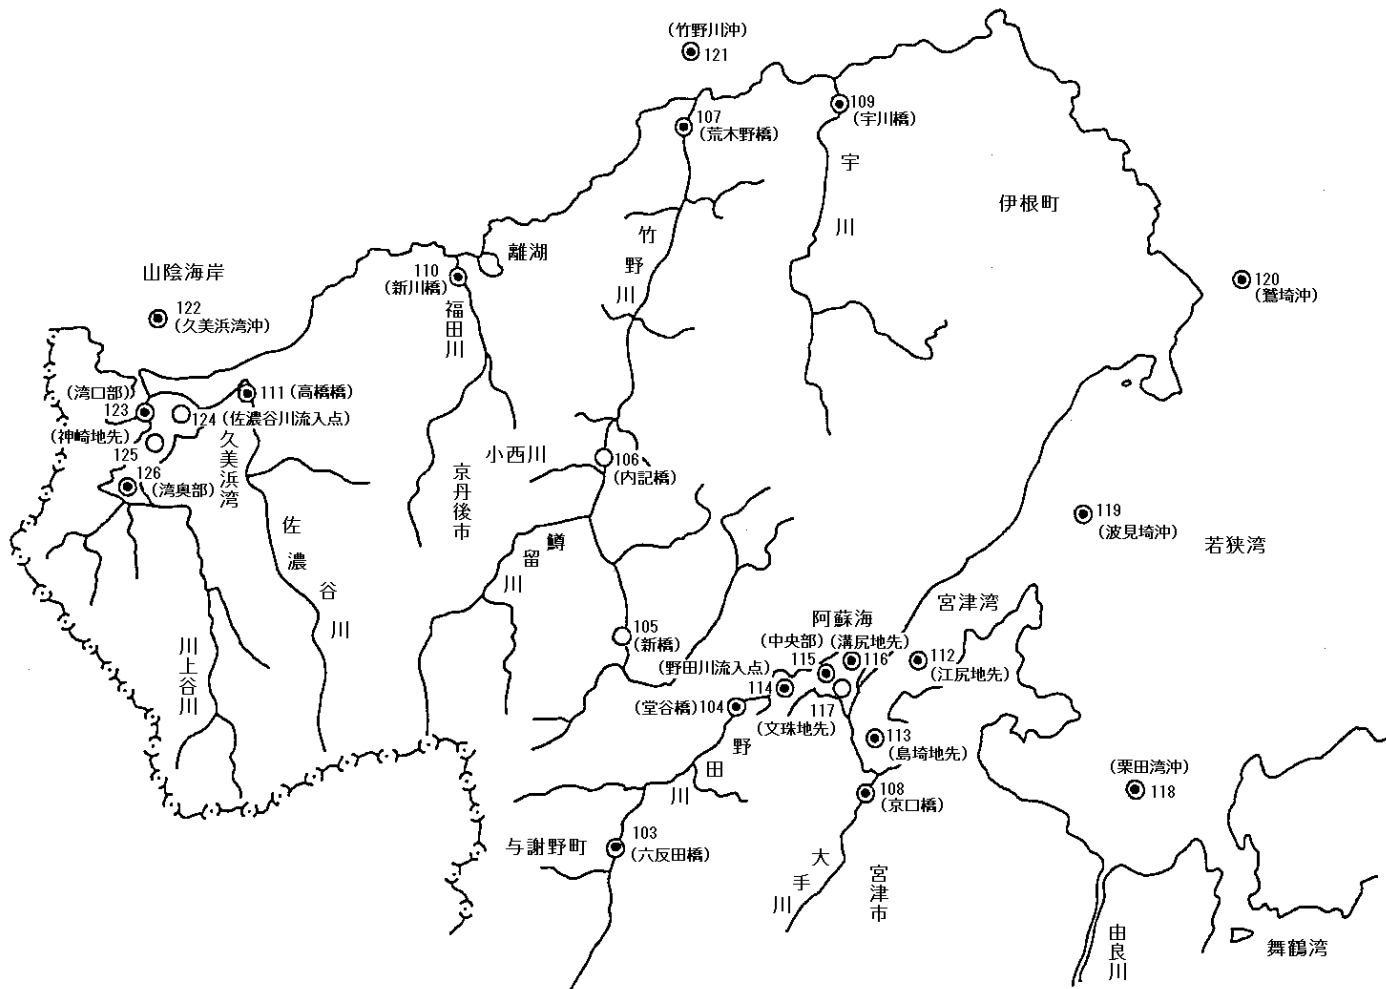 (竹野川沖)
121
109
(宇川橋)
107
(荒木野橋)
宇川
伊根町
竹野川
離湖
山陰海岸
110
(新川橋)
120
(鷲埼沖)
122
(久美浜湾沖)
福田川
(湾口部)
123
111 (高橋橋)
124 (佐濃谷川流入点)
(神崎地先)
125
久美浜湾
126
(湾奥部)
小西川
106
(内記橋)
京丹後市
佐濃谷川
鱒留川
119
(波見埼沖)
若狭湾
宮津湾
阿蘇海
105
(新橋)
(中央部)
(溝尻地先)
115
116
112
(江尻地先)
(野田川流入点)
114
川上谷川
(堂谷橋) 104
117
(文珠地先)
113
(島埼地先)
野田川
(栗田湾沖)
118
108
(京口橋)
与謝野町
103
(六反田橋)
大手川
宮津市
由良川
舞鶴湾